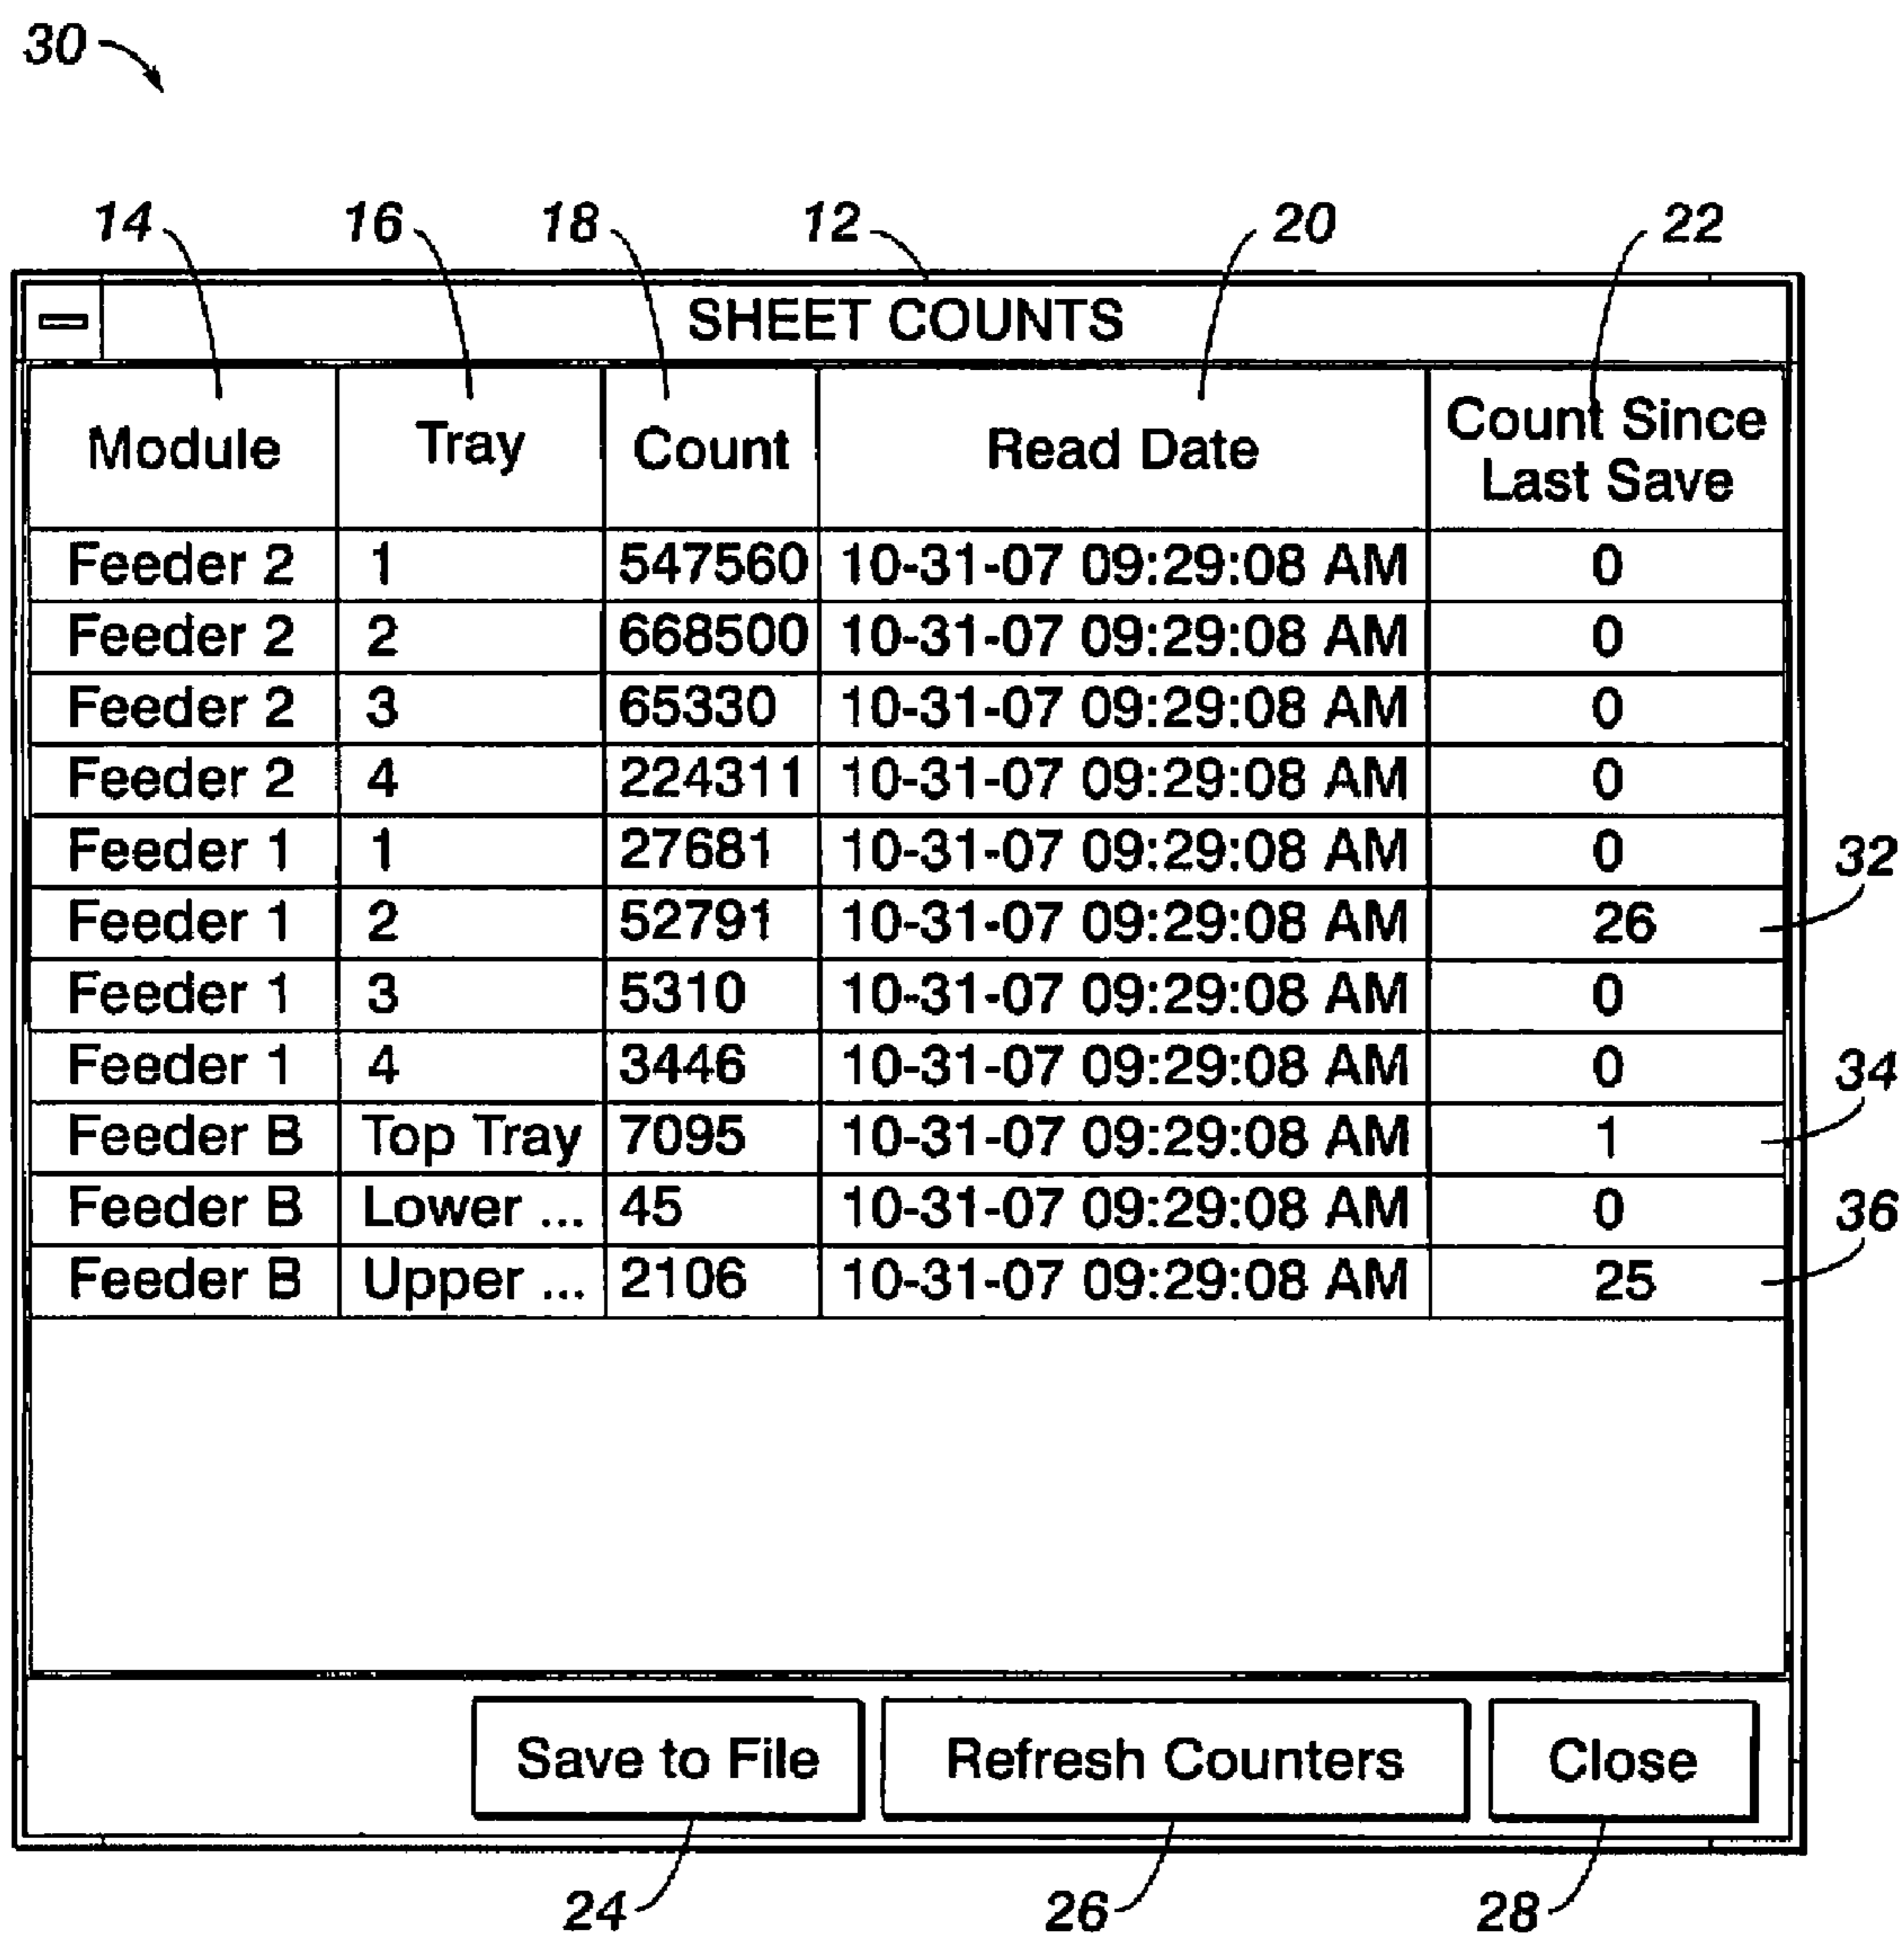 30
14 16 18 12 20 22
SHEET COUNTS
Module Tray Count Read Date Count Since Last Save
Feeder 2 1 547560 10-31-07 09:29:08 AM 0
Feeder 2 2 668500 10-31-07 09:29:08 AM 0
Feeder 2 3 65330 10-31-07 09:29:08 AM 0
Feeder 2 4 224311 10-31-07 09:29:08 AM 0
Feeder 1 1 27681 10-31-07 09:29:08 AM 0
32
Feeder 1 2 52791 10-31-07 09:29:08 AM 26
Feeder 1 3 5310 10-31-07 09:29:08 AM 0
Feeder 1 4 3446 10-31-07 09:29:08 AM 0
34
Feeder B Top Tray 7095 10-31-07 09:29:08 AM 1
Feeder B Lower ... 45 10-31-07 09:29:08 AM 0
36
Feeder B Upper ... 2106 10-31-07 09:29:08 AM 25
Save to File Refresh Counters Close
24 26 28